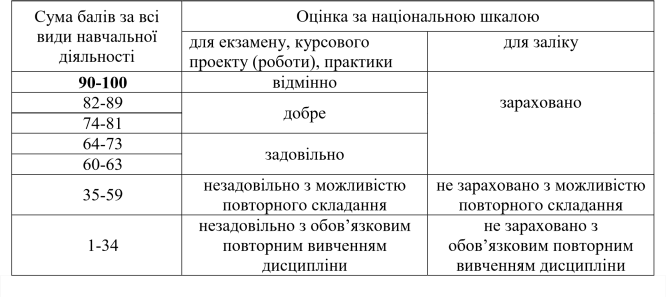 Сума балів за всі
види навчальної
діяльності
Оцінка за національною шкалою
для екзамену, курсового
проекту (роботи), практики
для заліку
90-100
відмінно
зараховано
82-89
добре
74-81
64-73
задовільно
60-63
35-59
незадовільно з можливістю
повторного складання
не зараховано з можливістю
повторного складання
1-34
незадовільно з обов’язковим
повторним вивченням
дисципліни
не зараховано з
обов’язковим повторним
вивченням дисципліни